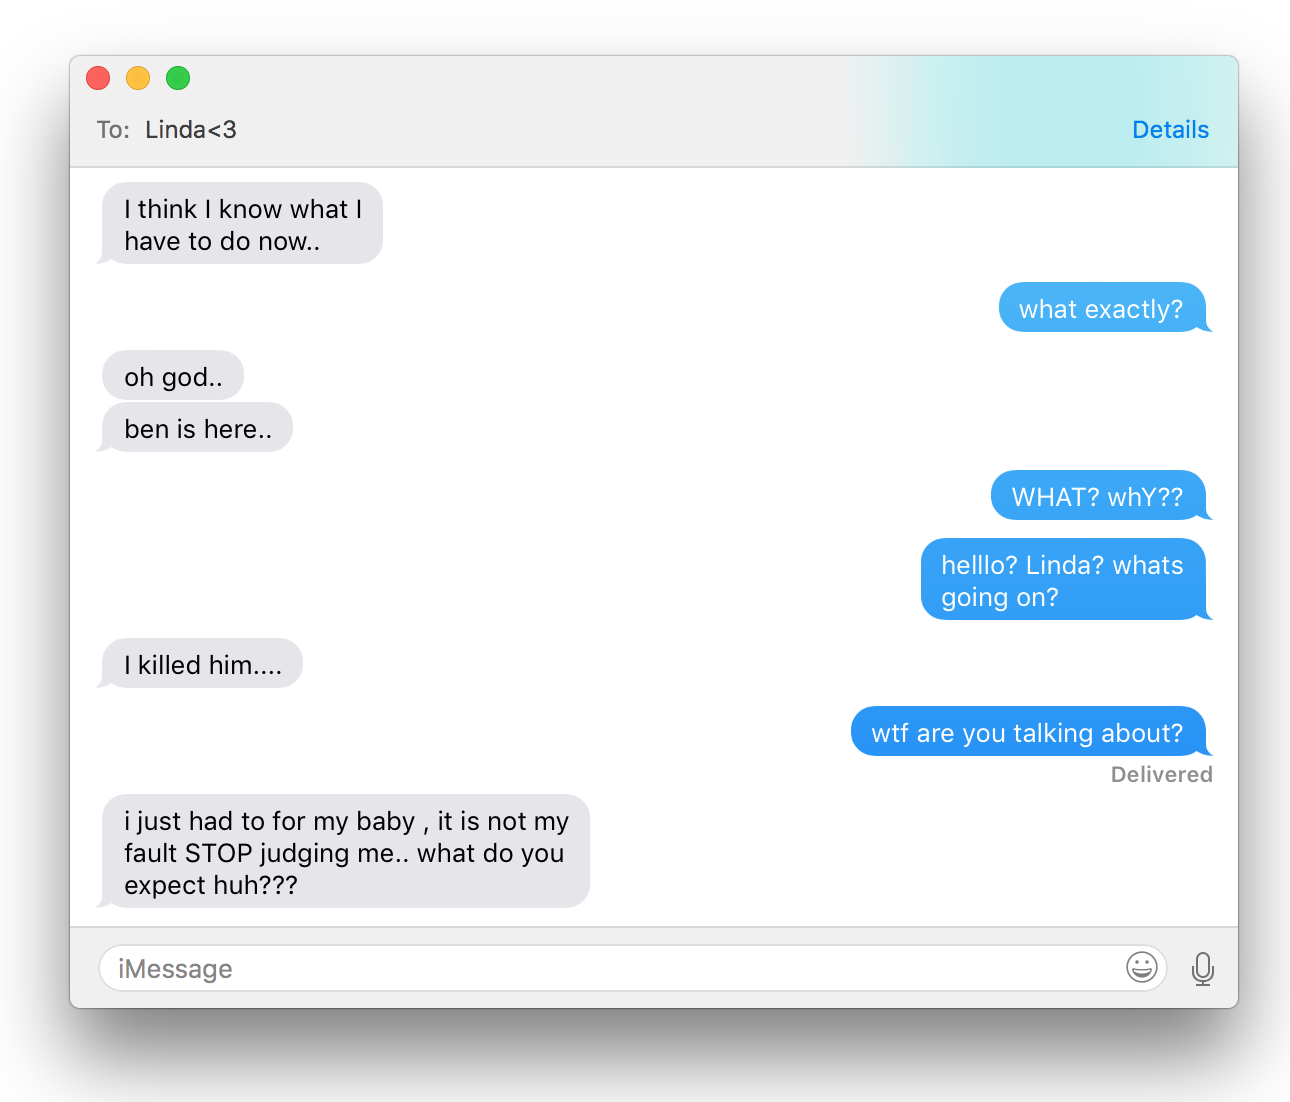 To: Linda<3
Details
I think I know what I
have to do now..
what exactly?
oh god..
ben is here..
WHAT? whY??
helllo? Linda? whats
going on?
I killed him....
wtf are you talking about?
Delivered
i just had to for my baby , it is not my
fault STOP judging me.. what do you
expect huh???
iMessage